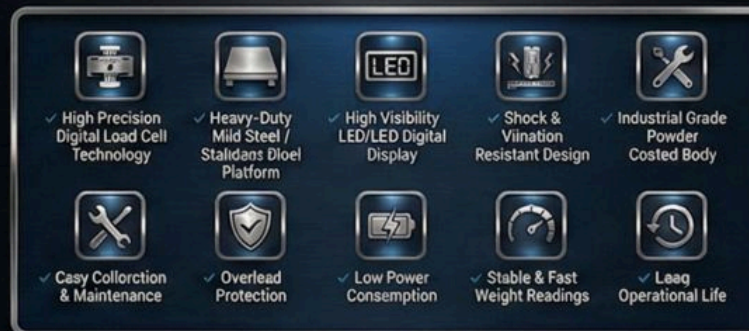 LED
✓ High Precision
Digital Load Cell
Technology
✓ Heavy-Duty
Mild Steel /
Stalidans Bloel
Platform
✓ High Visibility
LED/LED Digital
Display
✓ Shock &
Viination
Resistant Design
✓ Industrial Grade
Powder
Costed Body
✓ Casy Collorction
& Maintenance
✓ Overlead
Protection
✓ Low Power
Consemption
✓ Stable & Fast
Weight Readings
✓ Laag
Operational Life